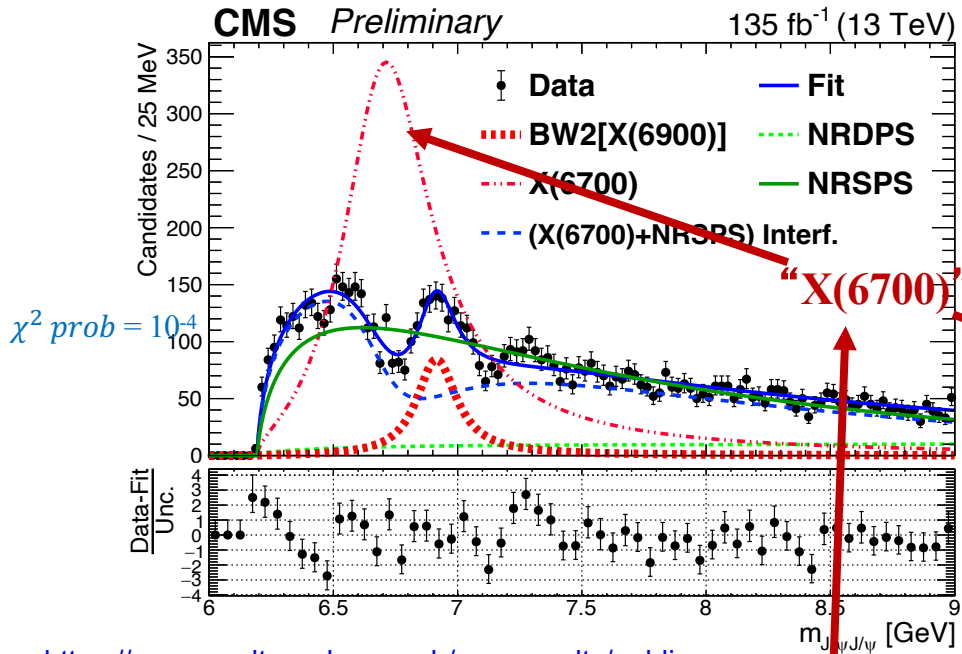 CMS Preliminary 135 fb-1 (13 TeV)
Candidates / 25 MeV
350
300
250
200
150
100
50
0
Data
Fit
BW2[X(6900)]
NRDPS
X(6700)
NRSPS
(X(6700)+NRSPS) Interf.
“X(6700)
χ² prob = 10-4
Data-Fit
Unc.
4
3
2
1
0
−1
−2
−3
−4
6 6.5 7 7.5 8 8.5 9
mJ/ψJ/ψ [GeV]